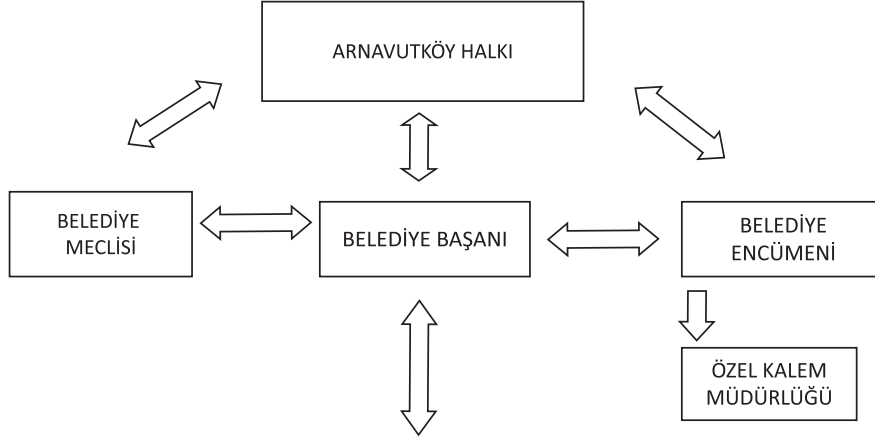 ARNAVUTKÖY HALKI
BELEDİYE
MECLİSİ
BELEDİYE BAŞANI
BELEDİYE
ENCÜMENİ
ÖZEL KALEM
MÜDÜRLÜĞÜ